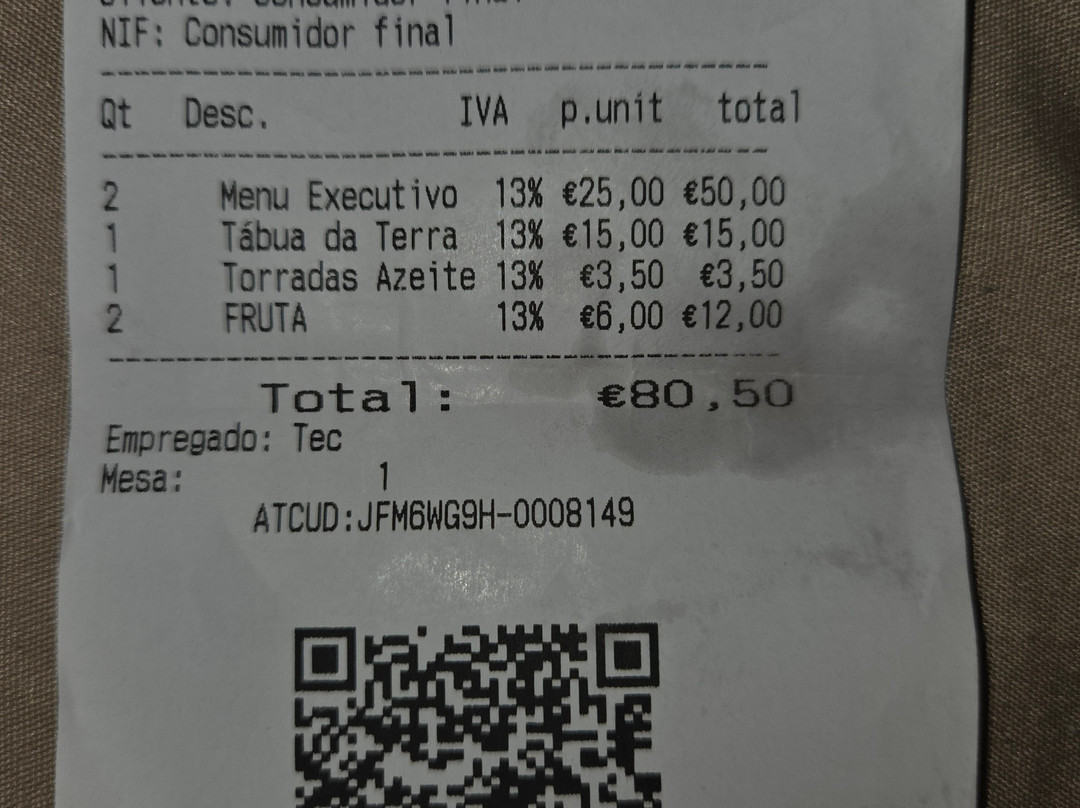 NIF: Consumidor final
Qt Desc. IVA p.unit total
2 Menu Executivo 13% €25,00 €50,00
1 Tábua da Terra 13% €15,00 €15,00
1 Torradas Azeite 13% €3,50 €3,50
2 FRUTA 13% €6,00 €12,00
Total: €80,50
Empregado: Tec
Mesa: 1
ATCUD:JFM6WG9H-0008149